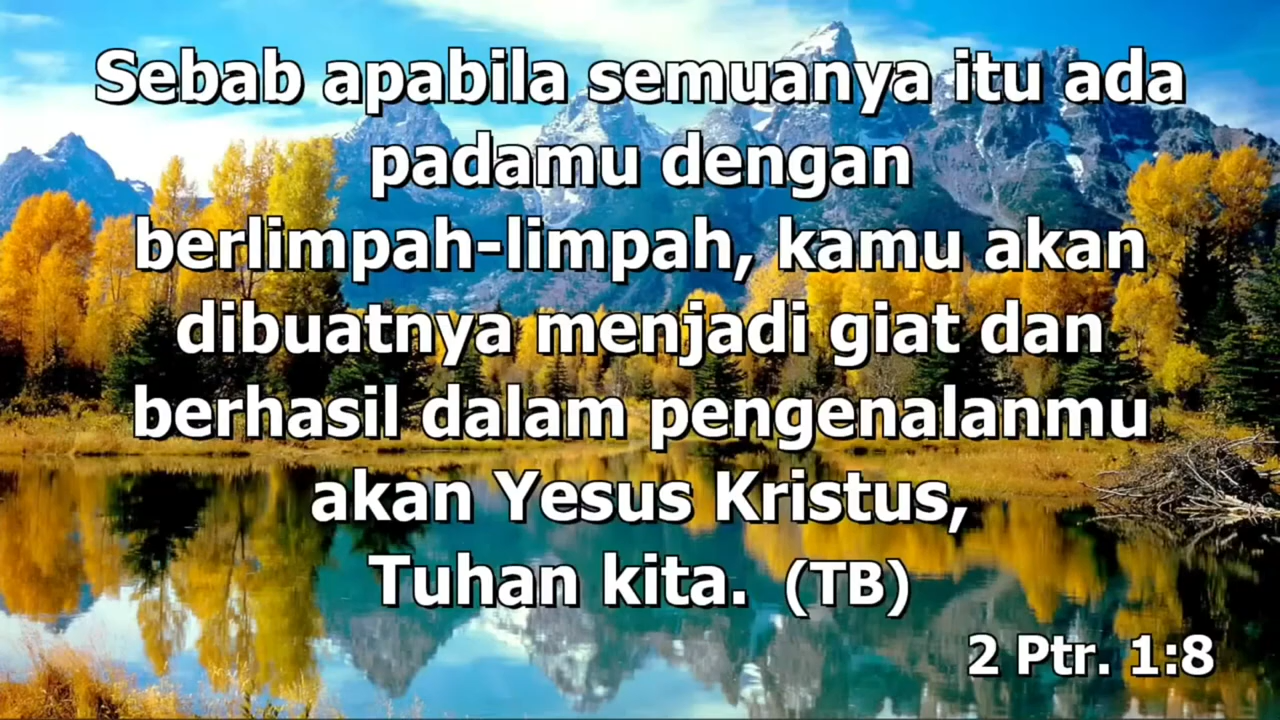 Sebab apabila semuanya itu ada
padamu dengan
berlimpah-limpah, kamu akan
dibuatnya menjadi giat dan
berhasil dalam pengenalanmu
akan Yesus Kristus,
Tuhan kita. (TB)
2 Ptr. 1:8